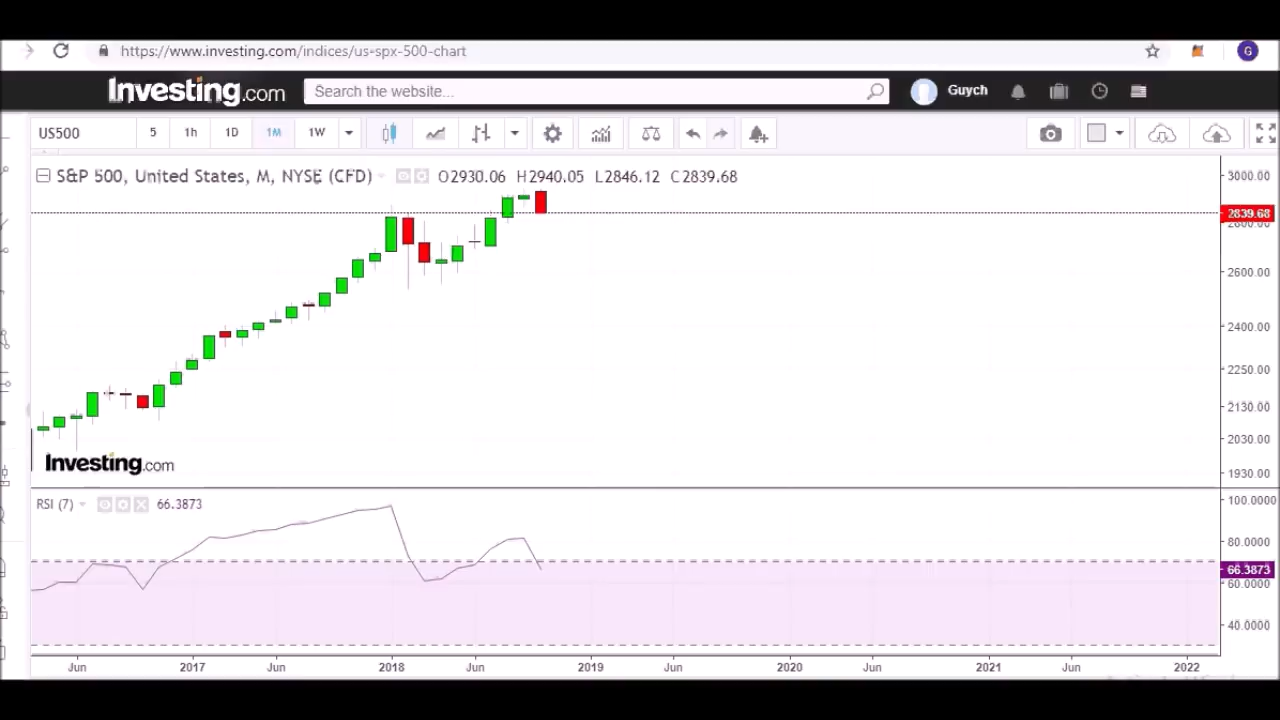 https://www.investing.com/indices/us-spx-500-chart G
Investing.com Search the website... Guych
US500 5 1h 1D 1M 1W
S&P 500, United States, M, NYSE (CFD) O2930.06 H2940.05 L2846.12 C2839.68
3000.00
2839.68
2800.00
2600.00
2400.00
2250.00
2130.00
2030.00
1930.00
Investing.com
RSI (7) 66.3873
100.0000
80.0000
66.3873
60.0000
40.0000
Jun 2017 Jun 2018 Jun 2019 Jun 2020 Jun 2021 Jun 2022